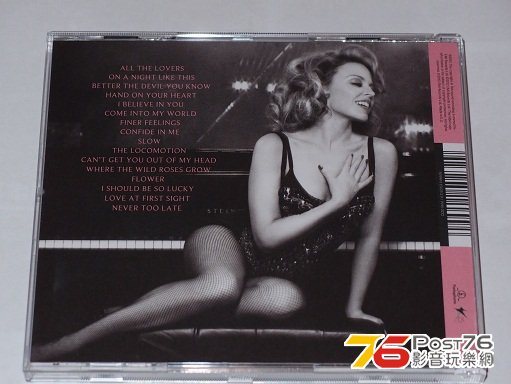 ALL THE LOVERS
ON A NIGHT LIKE THIS
BETTER THE DEVIL YOU KNOW
HAND ON YOUR HEART
I BELIEVE IN YOU
COME INTO MY WORLD
FINER FEELINGS
CONFIDE IN ME
SLOW
THE LOCOMOTION
CAN'T GET YOU OUT OF MY HEAD
WHERE THE WILD ROSES GROW
FLOWER
I SHOULD BE SO LUCKY
LOVE AT FIRST SIGHT
NEVER TOO LATE
STEIN
76 POST76
影音玩樂網